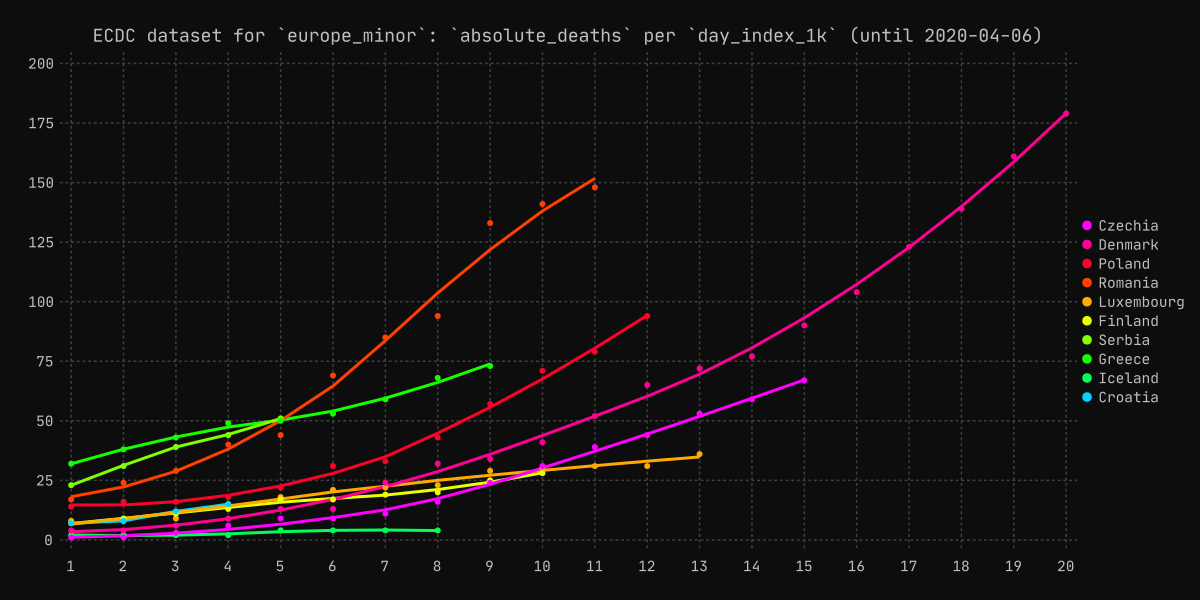 ECDC dataset for `europe_minor`: `absolute_deaths` per `day_index_1k` (until 2020-04-06)
200
175
150
125
100
75
50
25
0
1 2 3 4 5 6 7 8 9 10 11 12 13 14 15 16 17 18 19 20
Czechia
Denmark
Poland
Romania
Luxembourg
Finland
Serbia
Greece
Iceland
Croatia